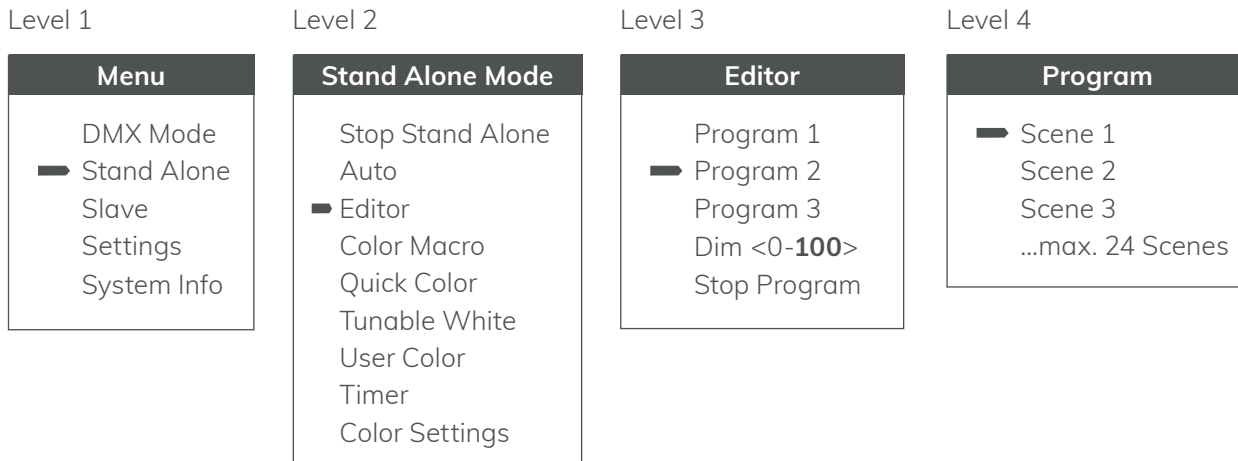 Level 1
Menu
DMX Mode
Stand Alone
Slave
Settings
System Info
Level 2
Stand Alone Mode
Stop Stand Alone
Auto
Editor
Color Macro
Quick Color
Tunable White
User Color
Timer
Color Settings
Level 3
Editor
Program 1
Program 2
Program 3
Dim <0-100>
Stop Program
Level 4
Program
Scene 1
Scene 2
Scene 3
...max. 24 Scenes